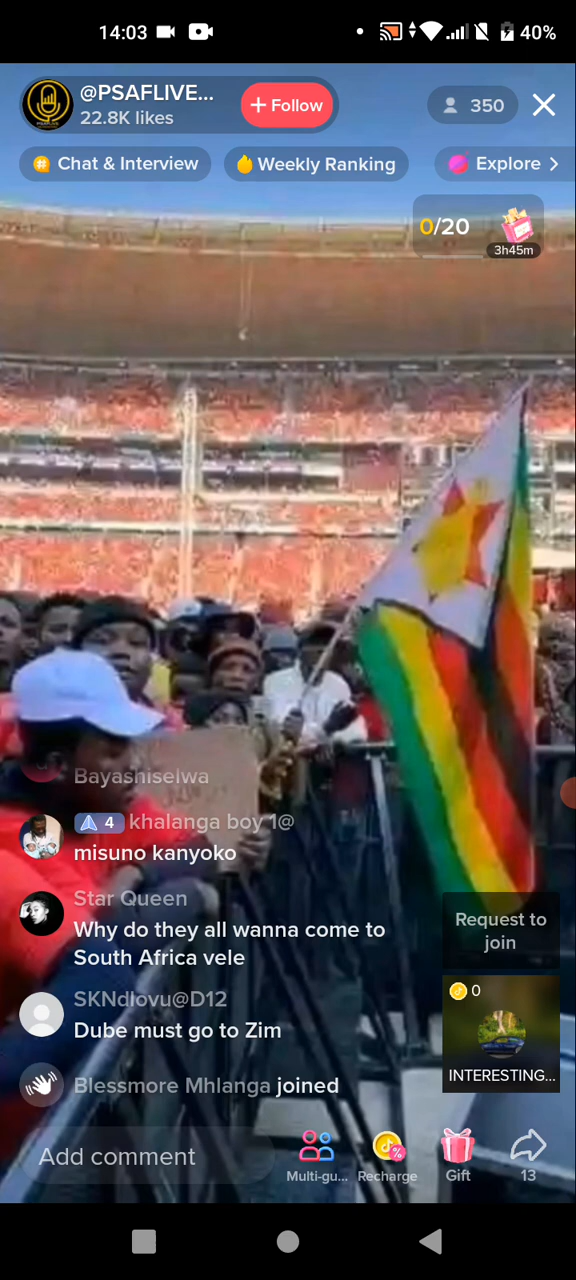 14:03
40%
@PSAFLIVE...
22.8K likes
+ Follow
350
Chat & Interview
Weekly Ranking
Explore >
0/20
3h45m
Bayashiselwa
4 khalanga boy 1@
misuno kanyoko
Star Queen
Why do they all wanna come to
South Africa vele
SKNdlovu@D12
Dube must go to Zim
Blessmore Mhlanga joined
Request to
join
0
INTERESTING...
Add comment
Multi-gu...
Recharge
Gift
13